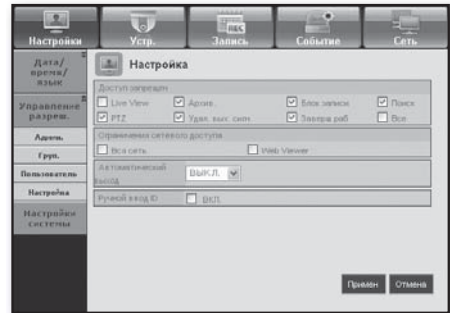 Настройки Устр. Запись Событие Сеть
REC
Дата/
время/
язык
Управление
разреш.
Админ.
Груп.
Пользователь
Настройка
Настройки
системы
Настройка
Доступ запрещен
Live View Архив. Блок записи Поиск
PTZ Удал. вых. сигн. Заверш раб Все
Ограничения сетевого доступа
Вся сеть Web Viewer
Автоматический
выход
ВЫКЛ.
Ручной ввод ID ВКЛ.
Примен Отмена